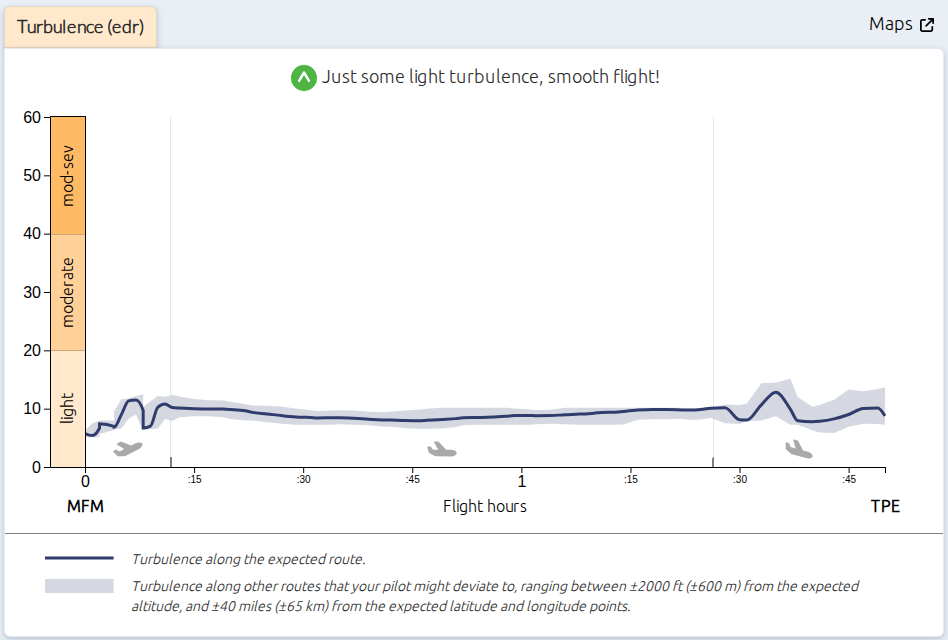 Turbulence (edr)
Maps
Just some light turbulence, smooth flight!
60
50
40
30
20
10
0
mod-sev
moderate
light
0 :15 :30 :45 1 :15 :30 :45
MFM Flight hours TPE
Turbulence along the expected route.
Turbulence along other routes that your pilot might deviate to, ranging between ±2000 ft (±600 m) from the expected
altitude, and ±40 miles (±65 km) from the expected latitude and longitude points.